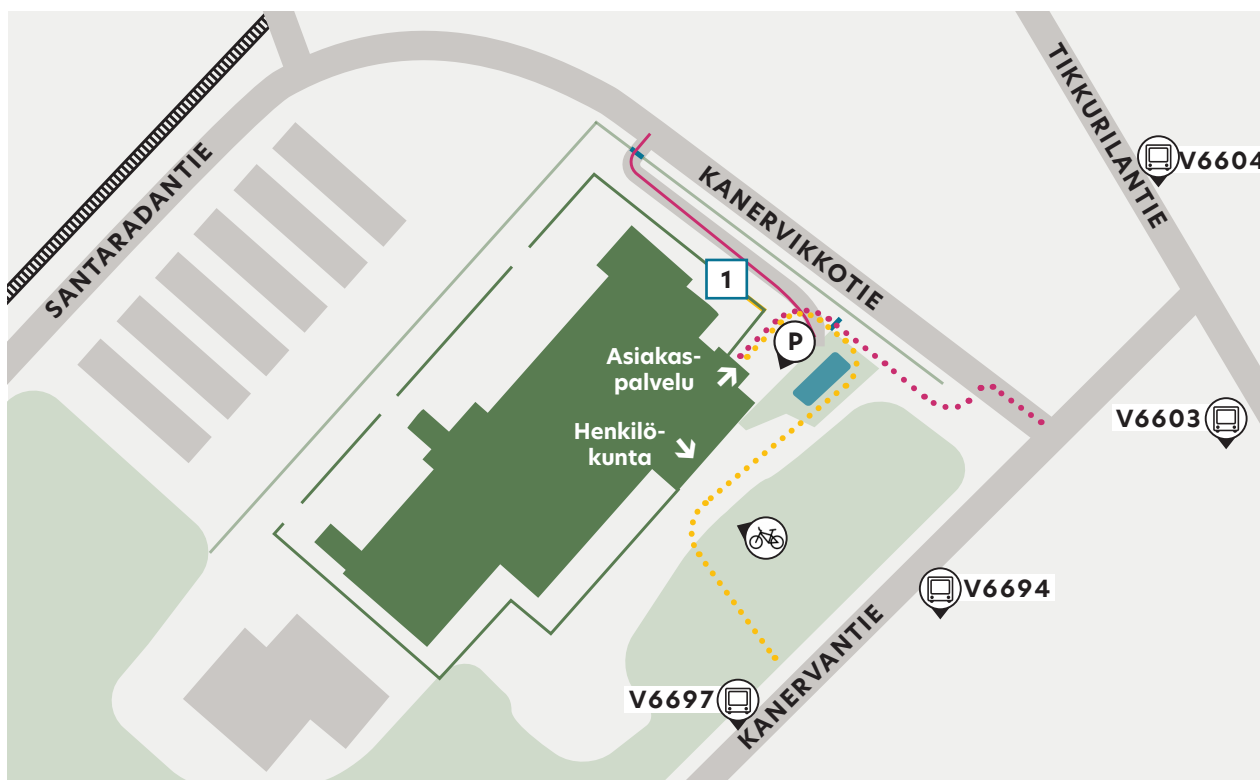 TIKKURILANTIE
V6604
SANTARADANTIE
KANERVIKKOTIE
1
P
Asiakas-
palvelu
V6603
Henkilö-
kunta
V6694
KANERVANTIE
V6697